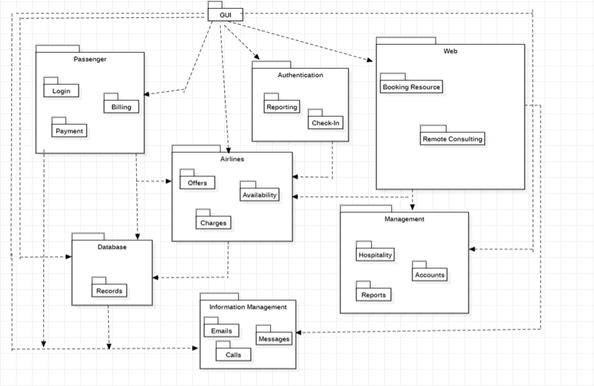 GUI
Passenger
Login
Billing
Payment
Authentication
Reporting
Check-In
Web
Booking Resource
Remote Consulting
Airlines
Offers
Availability
Charges
Management
Hospitality
Accounts
Reports
Database
Records
Information Management
Emails
Messages
Calls